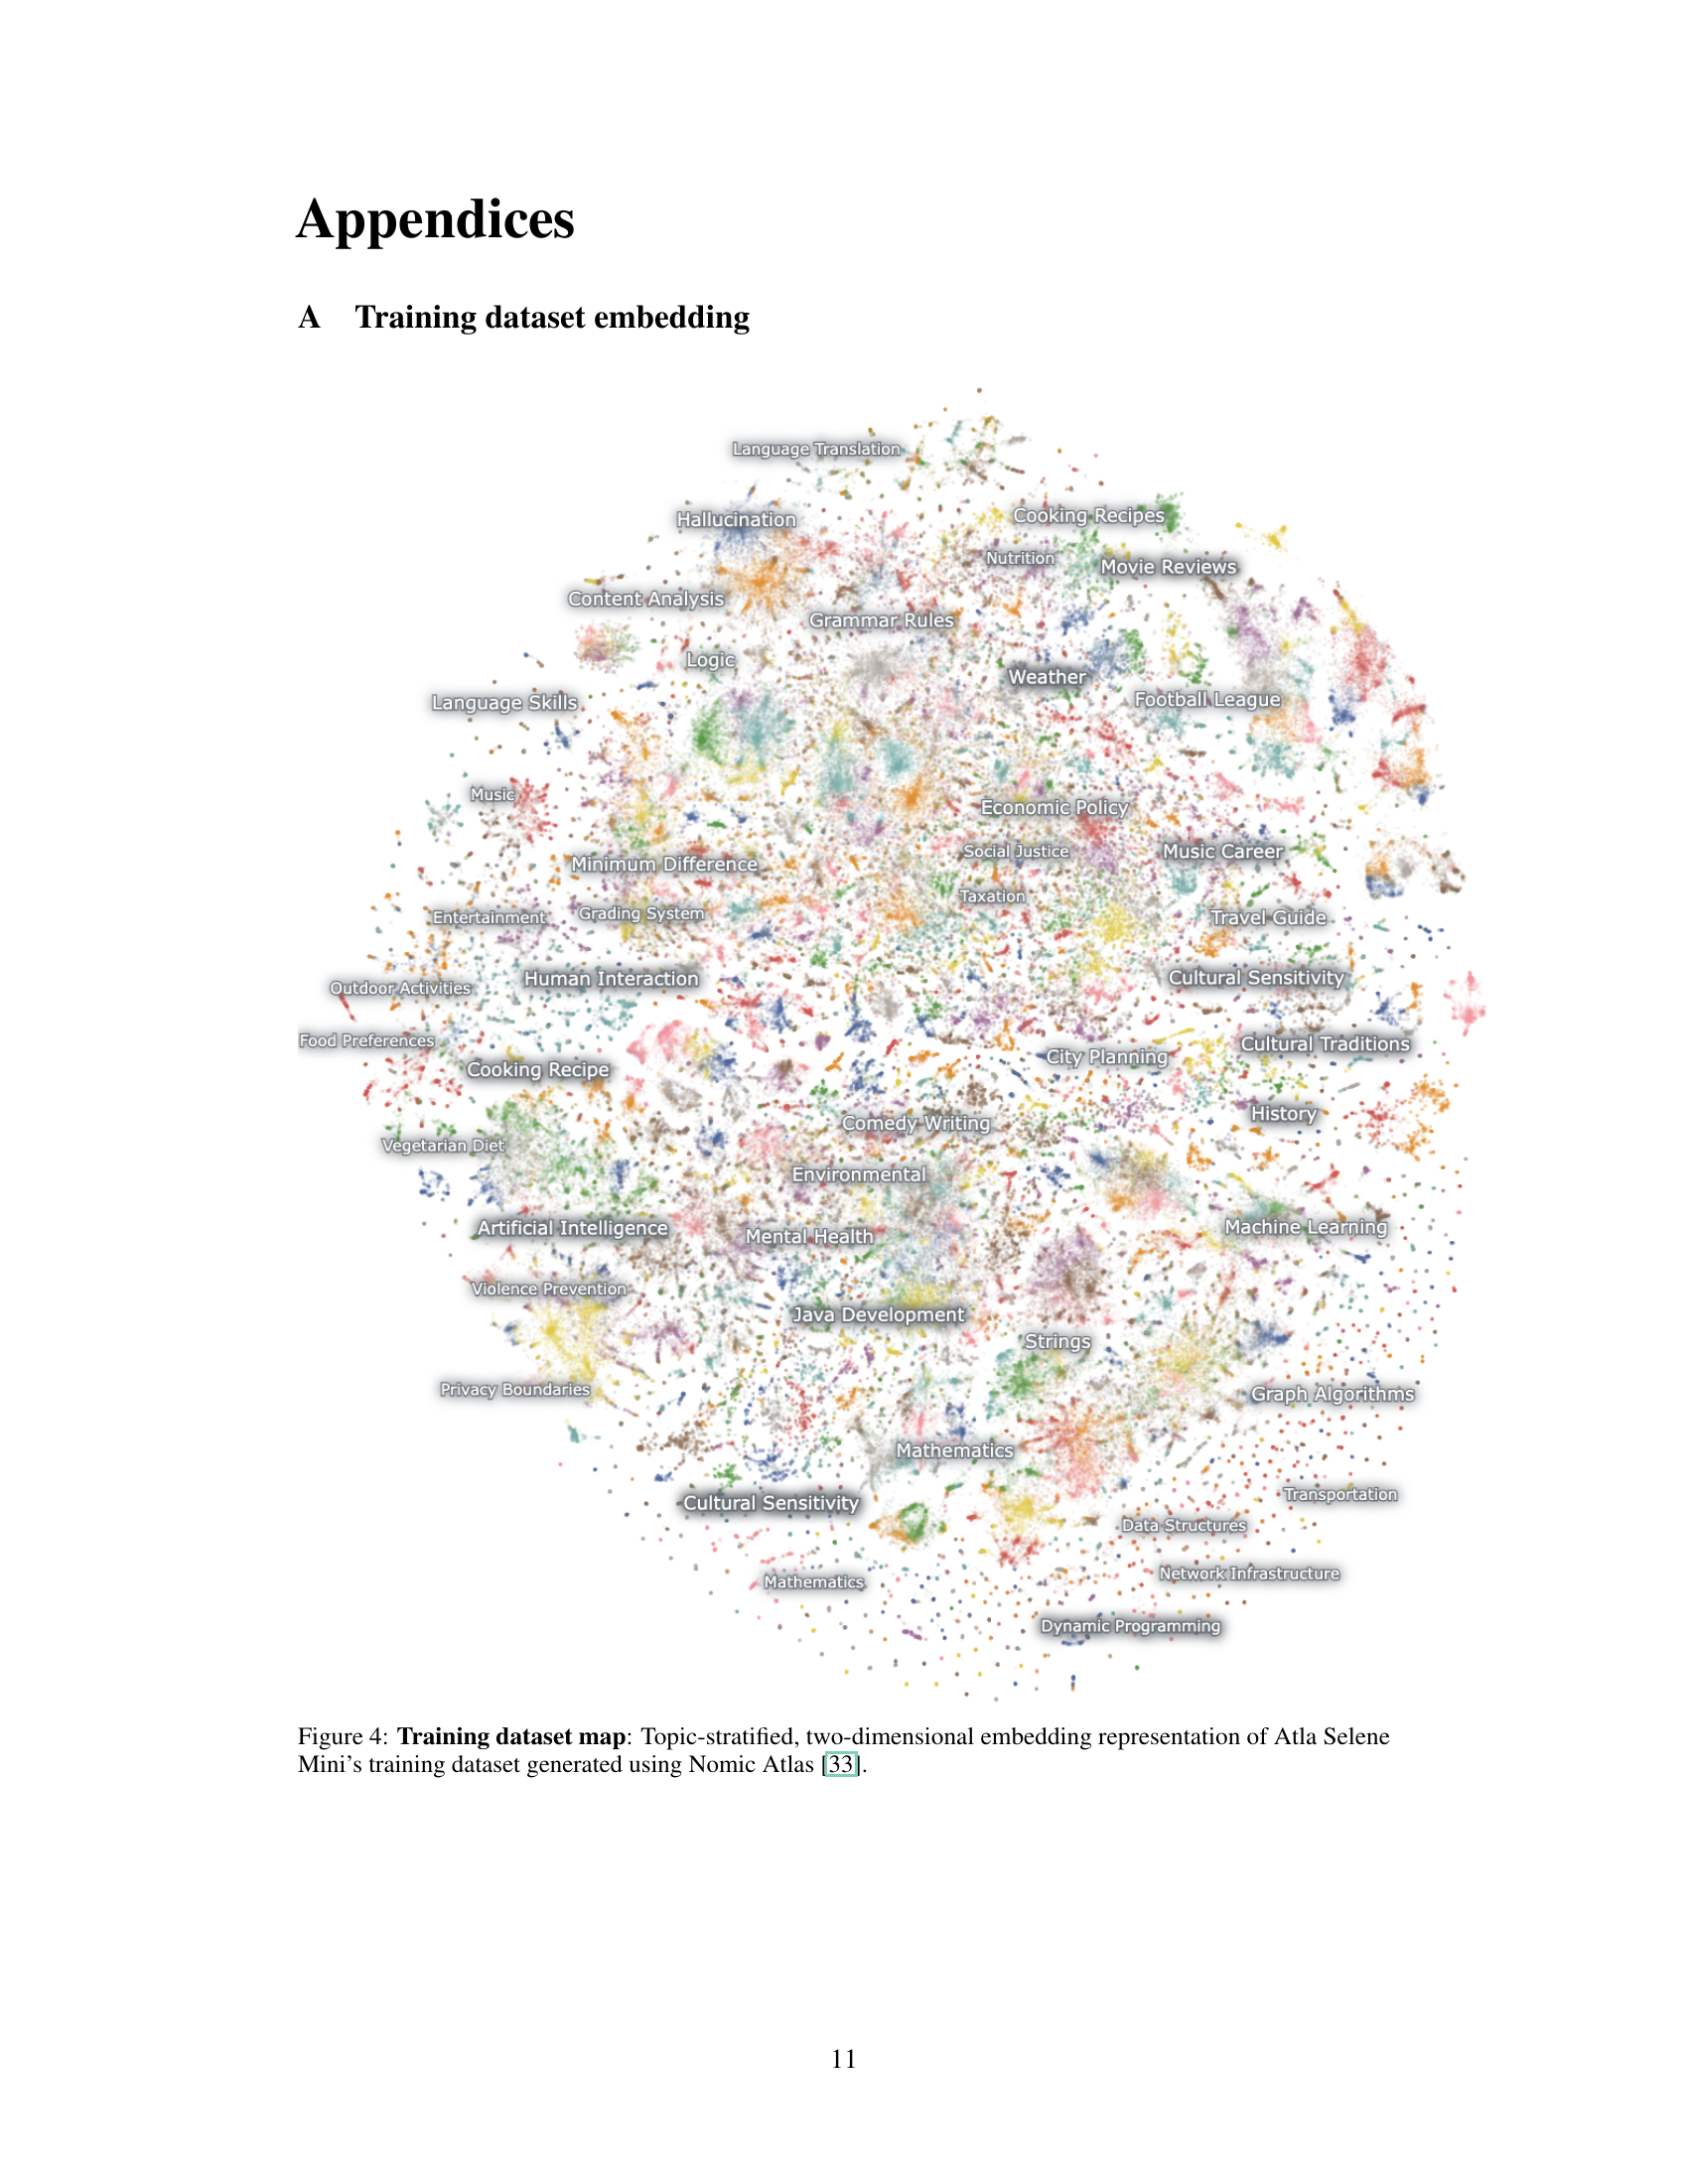 Appendices
A Training dataset embedding
Language Translation
Hallucination
Cooking Recipes
Nutrition
Movie Reviews
Content Analysis
Grammar Rules
Logic
Weather
Language Skills
Football League
Music
Economic Policy
Minimum Difference
Social Justice
Music Career
Taxation
Entertainment
Grading System
Travel Guide
Human Interaction
Cultural Sensitivity
Outdoor Activities
Food Preferences
Cultural Traditions
City Planning
Cooking Recipe
History
Comedy Writing
Vegetarian Diet
Environmental
Artificial Intelligence
Mental Health
Machine Learning
Violence Prevention
Java Development
Strings
Privacy Boundaries
Graph Algorithms
Mathematics
Cultural Sensitivity
Transportation
Data Structures
Network Infrastructure
Mathematics
Dynamic Programming
Figure 4: Training dataset map: Topic-stratified, two-dimensional embedding representation of Atla Selene
Mini's training dataset generated using Nomic Atlas [33].
11